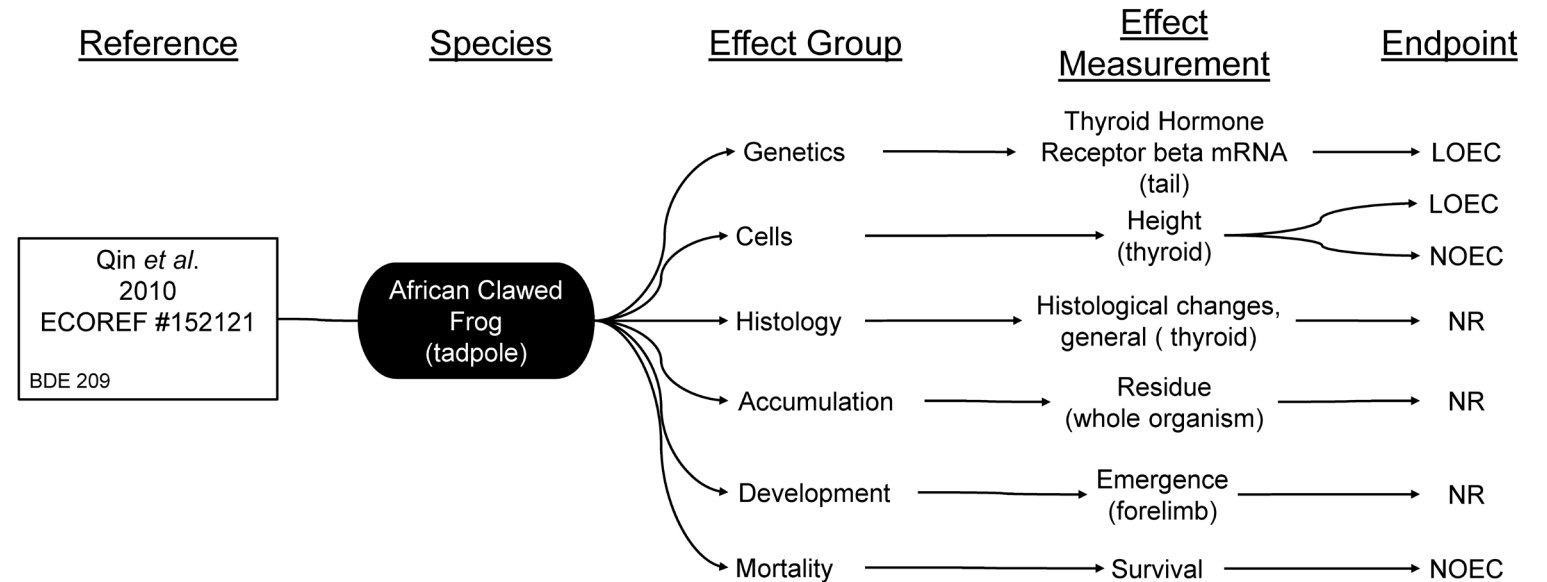 Reference
Species
Effect Group
Effect
Measurement
Endpoint
Qin et al.
2010
ECOREF #152121
BDE 209
African Clawed
Frog
(tadpole)
Genetics
Thyroid Hormone
Receptor beta mRNA
(tail)
LOEC
Cells
Height
(thyroid)
LOEC
NOEC
Histology
Histological changes,
general ( thyroid)
NR
Accumulation
Residue
(whole organism)
NR
Development
Emergence
(forelimb)
NR
Mortality
Survival
NOEC